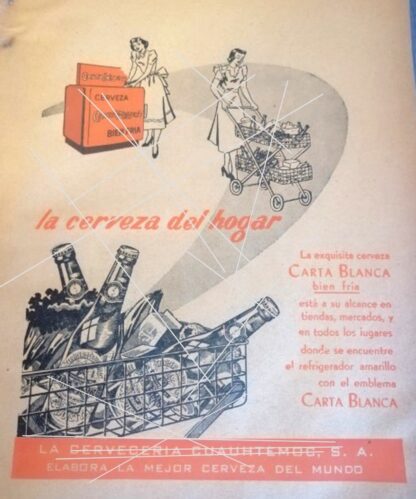 CERVEZA
BIEN FRIA
la cerveza del hogar
La exquisita cerveza
CARTA BLANCA
bien fría
está a su alcance en
tiendas, mercados, y
en todos los lugares
donde se encuentre
el refrigerador amarillo
con el emblema
CARTA BLANCA
LA CERVECERIA CUAUHTEMOC, S. A.
ELABORA LA MEJOR CERVEZA DEL MUNDO